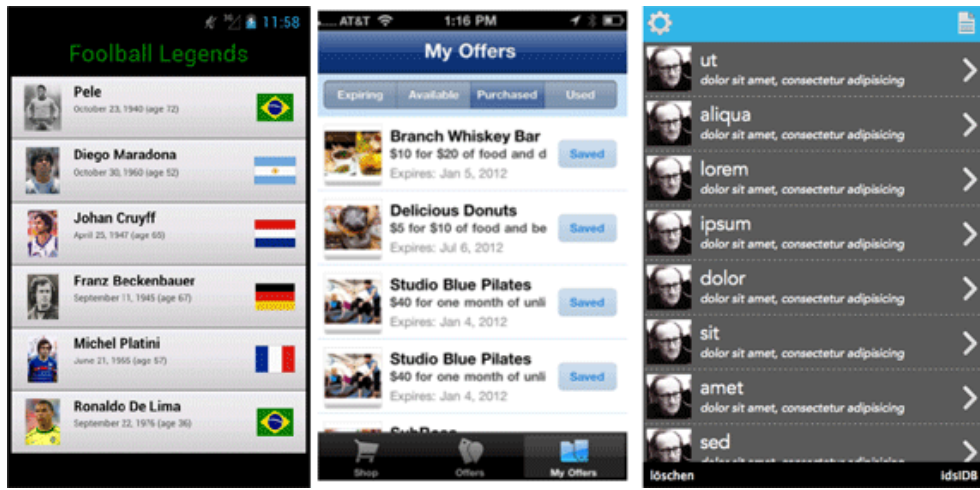 3G 11:58
Foolball Legends
Pele
October 23, 1940 (age 72)
Diego Maradona
October 30, 1960 (age 52)
Johan Cruyff
April 25, 1947 (age 65)
Franz Beckenbauer
September 11, 1945 (age 67)
Michel Platini
June 21, 1955 (age 57)
Ronaldo De Lima
September 22, 1976 (age 36)
AT&T 1:16 PM
My Offers
Expiring Available Purchased Used
Branch Whiskey Bar
$10 for $20 of food and d
Expires: Jan 5, 2012
Saved
Delicious Donuts
$5 for $10 of food and be
Expires: Jul 6, 2012
Saved
Studio Blue Pilates
$40 for one month of unli
Expires: Jan 4, 2012
Saved
Studio Blue Pilates
$40 for one month of unli
Expires: Jan 4, 2012
Saved
Shop Offers My Offers
ut
dolor sit amet, consectetur adipisicing
aliqua
dolor sit amet, consectetur adipisicing
lorem
dolor sit amet, consectetur adipisicing
ipsum
dolor sit amet, consectetur adipisicing
dolor
dolor sit amet, consectetur adipisicing
sit
dolor sit amet, consectetur adipisicing
amet
dolor sit amet, consectetur adipisicing
sed
dolor sit amet, consectetur adipisicing
löschen idsIDB